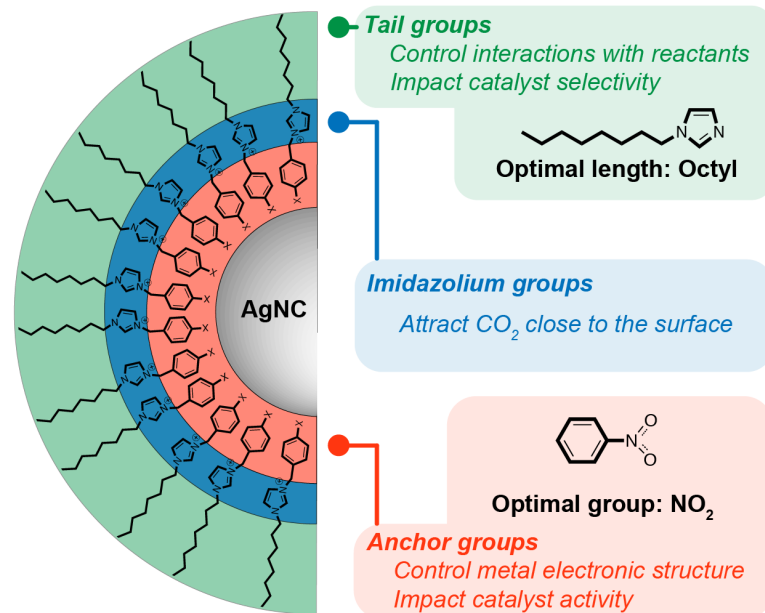 Tail groups
Control interactions with reactants
Impact catalyst selectivity
N
N
Optimal length: Octyl
Imidazolium groups
Attract CO₂ close to the surface
AgNC
O
N
O
Optimal group: NO₂
Anchor groups
Control metal electronic structure
Impact catalyst activity